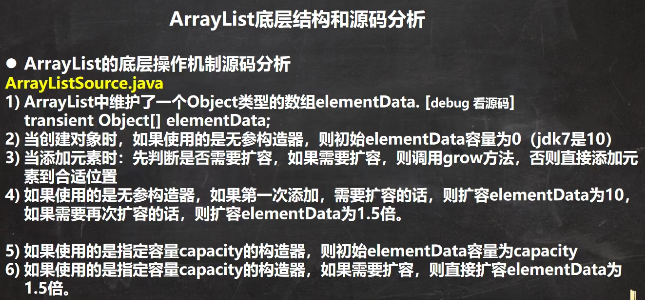 ArrayList底层结构和源码分析
● ArrayList的底层操作机制源码分析
ArrayListSource.java
1) ArrayList中维护了一个Object类型的数组elementData. [debug 看源码]
transient Object[] elementData;
2) 当创建对象时，如果使用的是无参构造器，则初始elementData容量为0（jdk7是10）
3) 当添加元素时：先判断是否需要扩容，如果需要扩容，则调用grow方法，否则直接添加元
素到合适位置
4) 如果使用的是无参构造器，如果第一次添加，需要扩容的话，则扩容elementData为10，
如果需要再次扩容的话，则扩容elementData为1.5倍。
5) 如果使用的是指定容量capacity的构造器，则初始elementData容量为capacity
6) 如果使用的是指定容量capacity的构造器，如果需要扩容，则直接扩容elementData为
1.5倍。